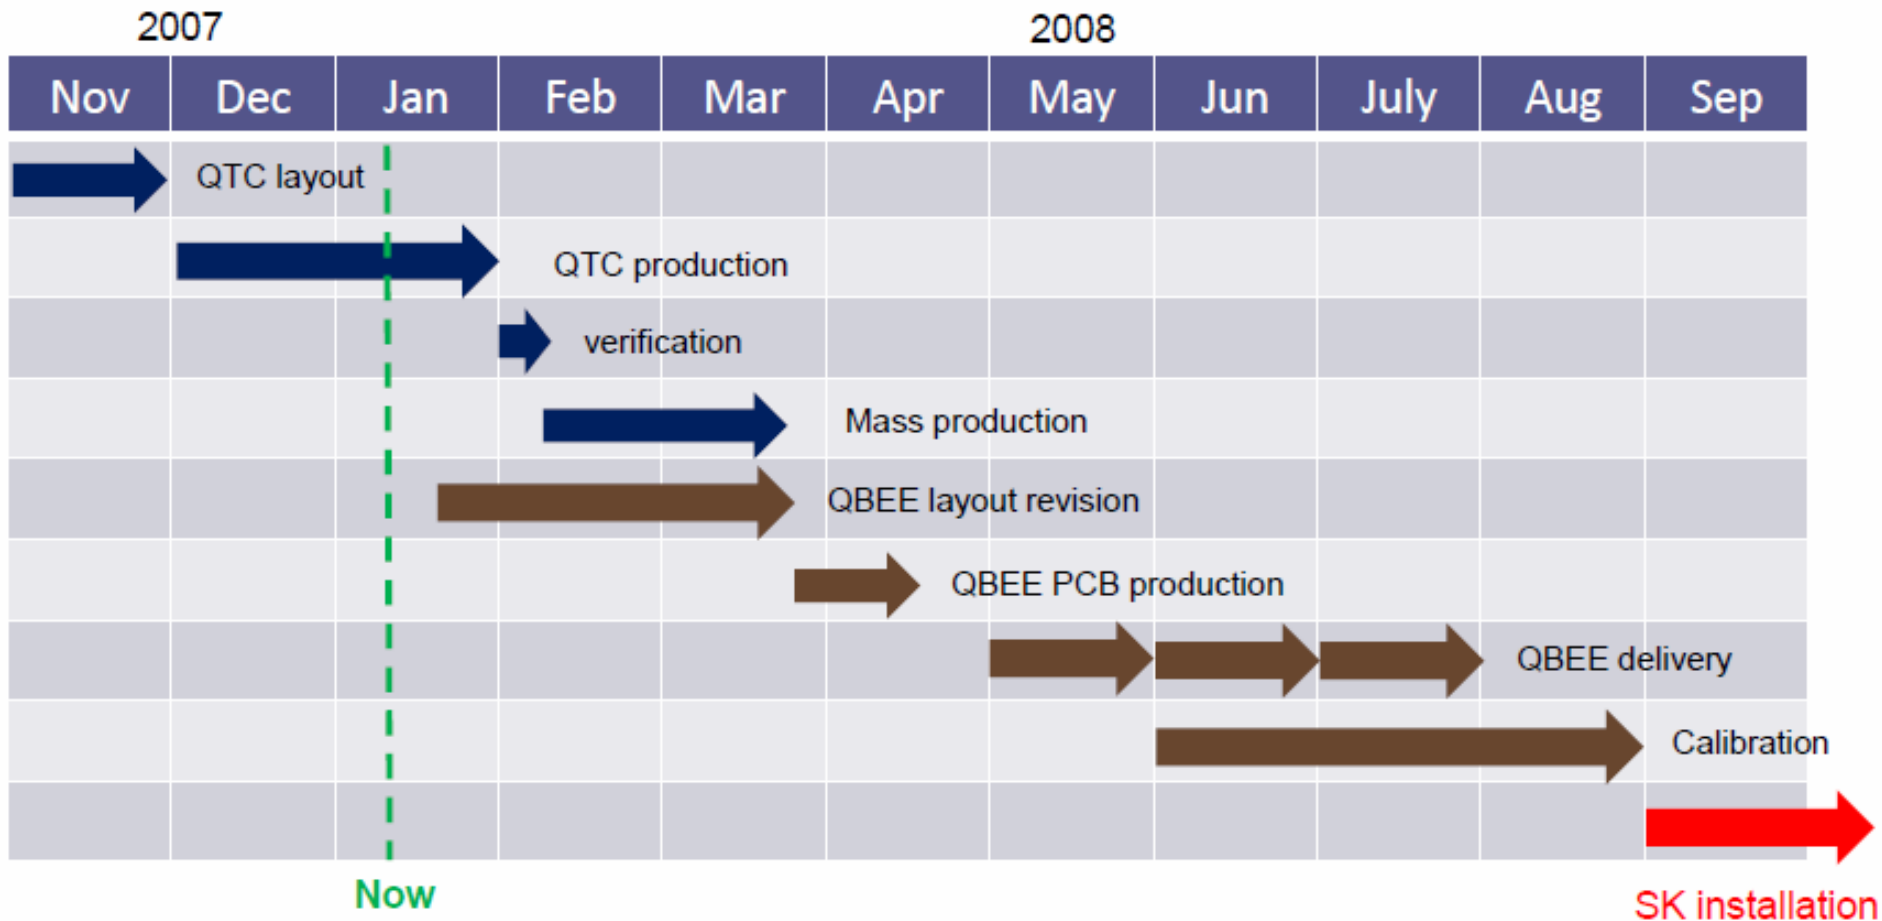 2007 2008
Nov Dec Jan Feb Mar Apr May Jun July Aug Sep
QTC layout
QTC production
verification
Mass production
QBEE layout revision
QBEE PCB production
QBEE delivery
Calibration
Now
SK installation